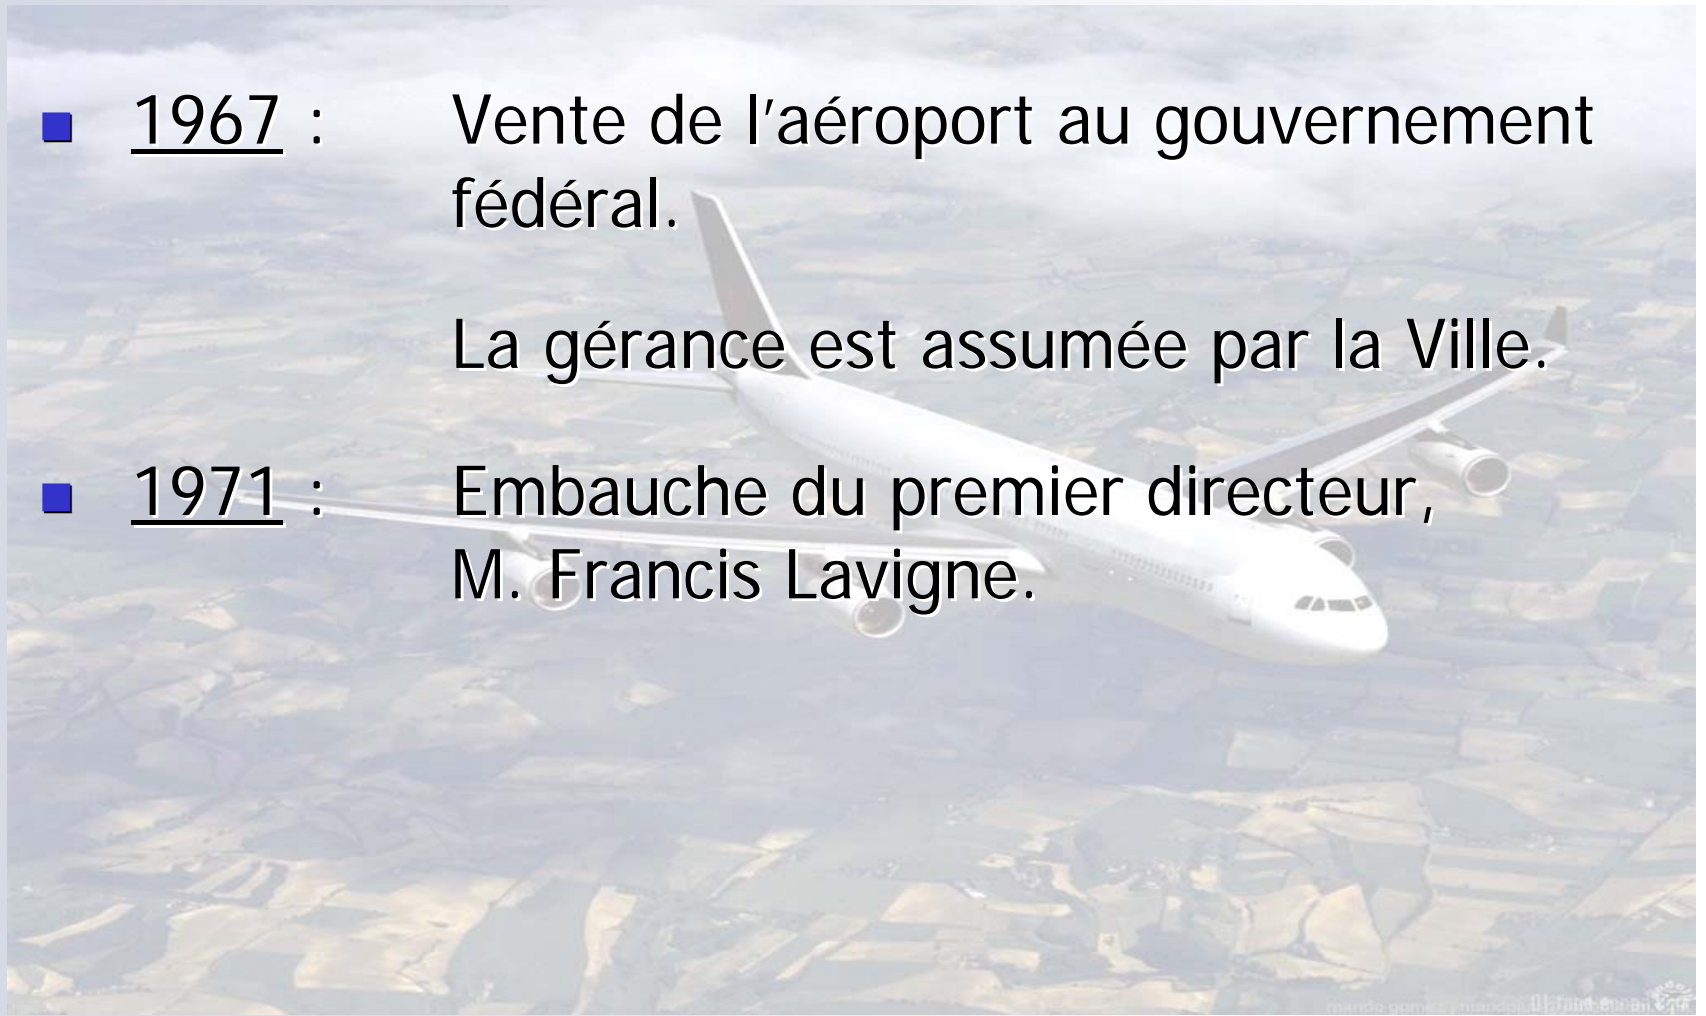 1967 : Vente de l'aéroport au gouvernement
fédéral.
La gérance est assumée par la Ville.
1971 : Embauche du premier directeur,
M. Francis Lavigne.